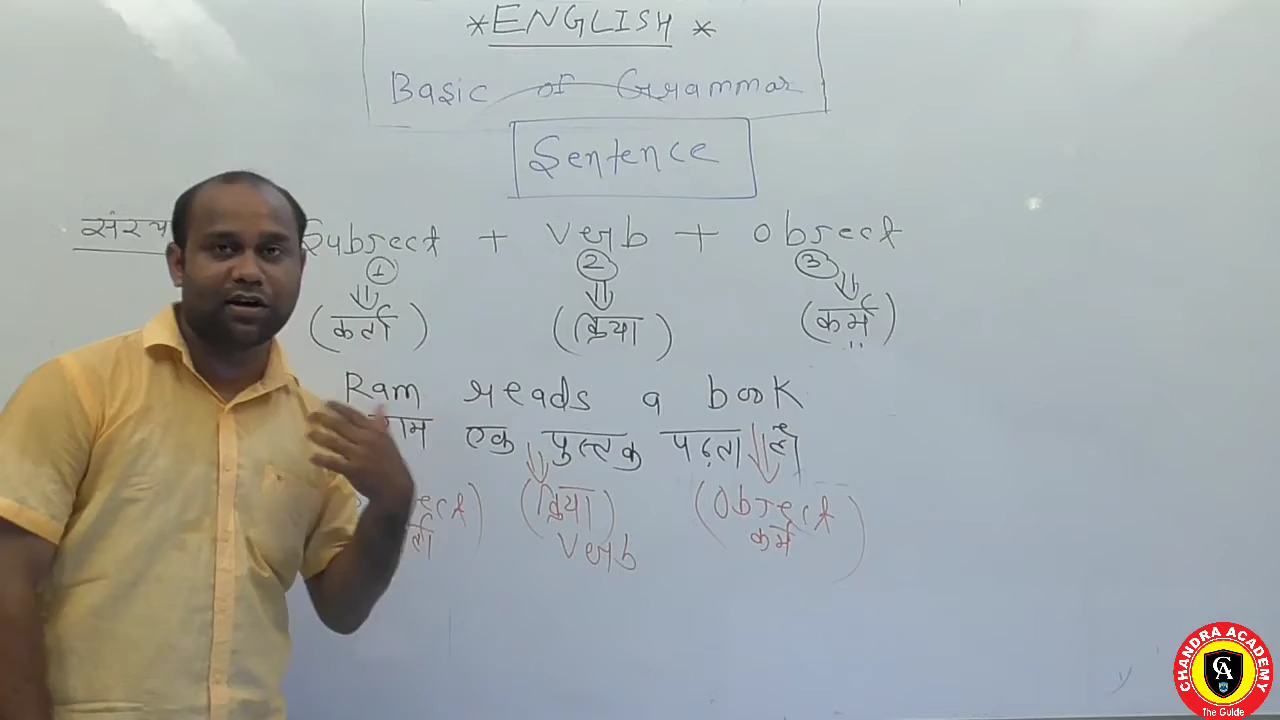 *ENGLISH *
Basic of Grammar
Sentence
Subject + Verb + Object
1 2 3
(कर्ता) (क्रिया) (कर्म)
Ram reads a book
एक पुस्तक पढ़ता है
(क्रिया) (Object
Verb कर्म)
CHANDRA ACADEMY
CA
The Guide